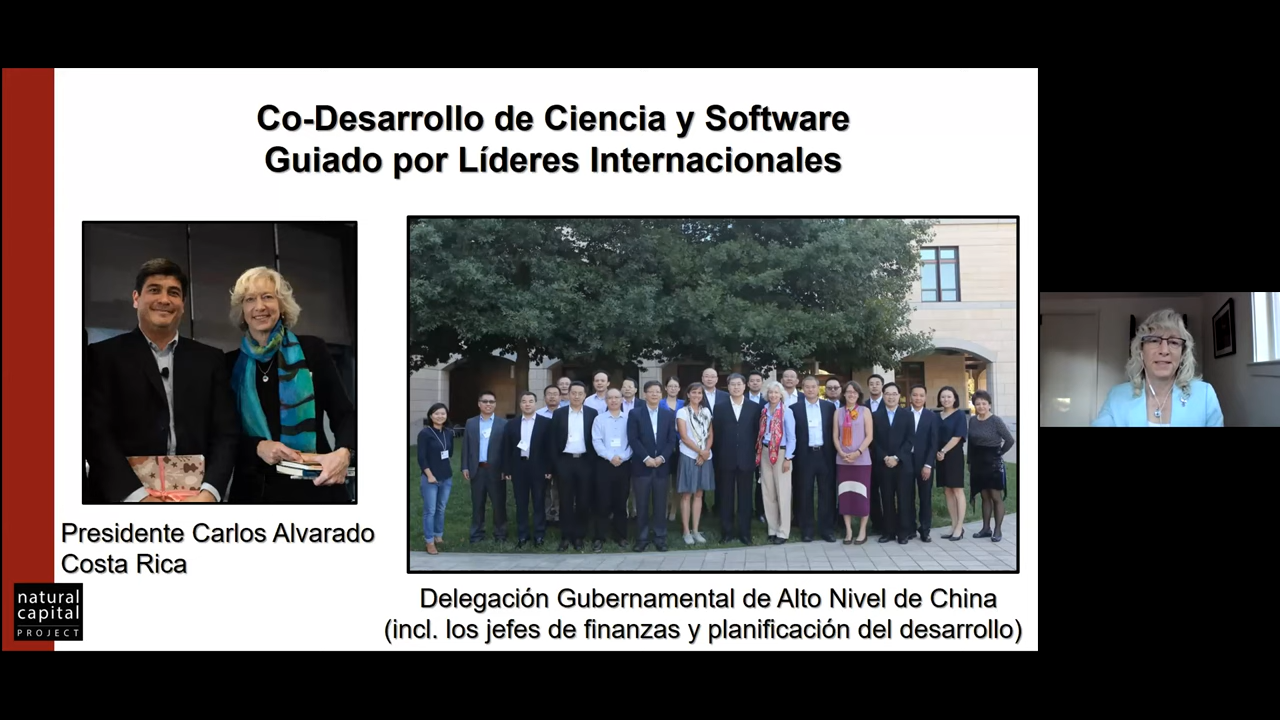 Co-Desarrollo de Ciencia y Software
Guiado por Líderes Internacionales
Presidente Carlos Alvarado
Costa Rica
Delegación Gubernamental de Alto Nivel de China
(incl. los jefes de finanzas y planificación del desarrollo)
natural
capital
PROJECT